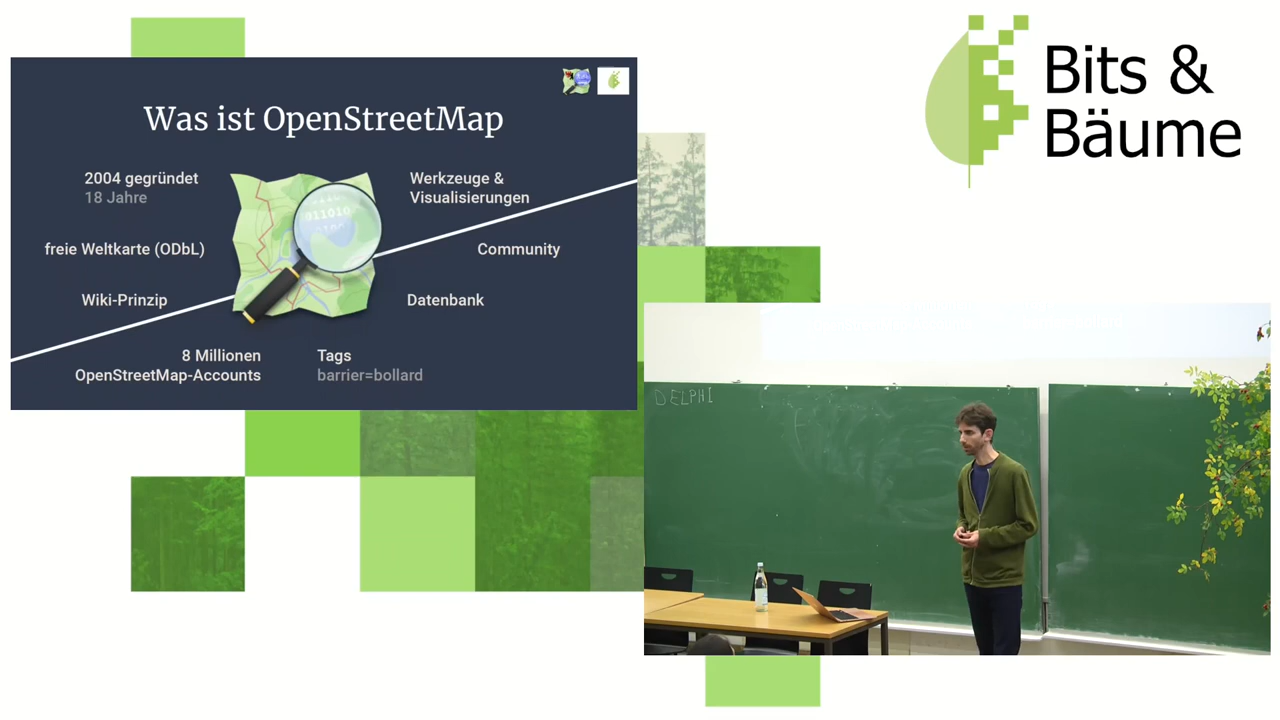 Was ist OpenStreetMap
2004 gegründet
18 Jahre
freie Weltkarte (ODbL)
Wiki-Prinzip
8 Millionen
OpenStreetMap-Accounts
Werkzeuge &
Visualisierungen
Community
Datenbank
Tags
barrier=bollard
011010
Bits &
Bäume
DELPHI